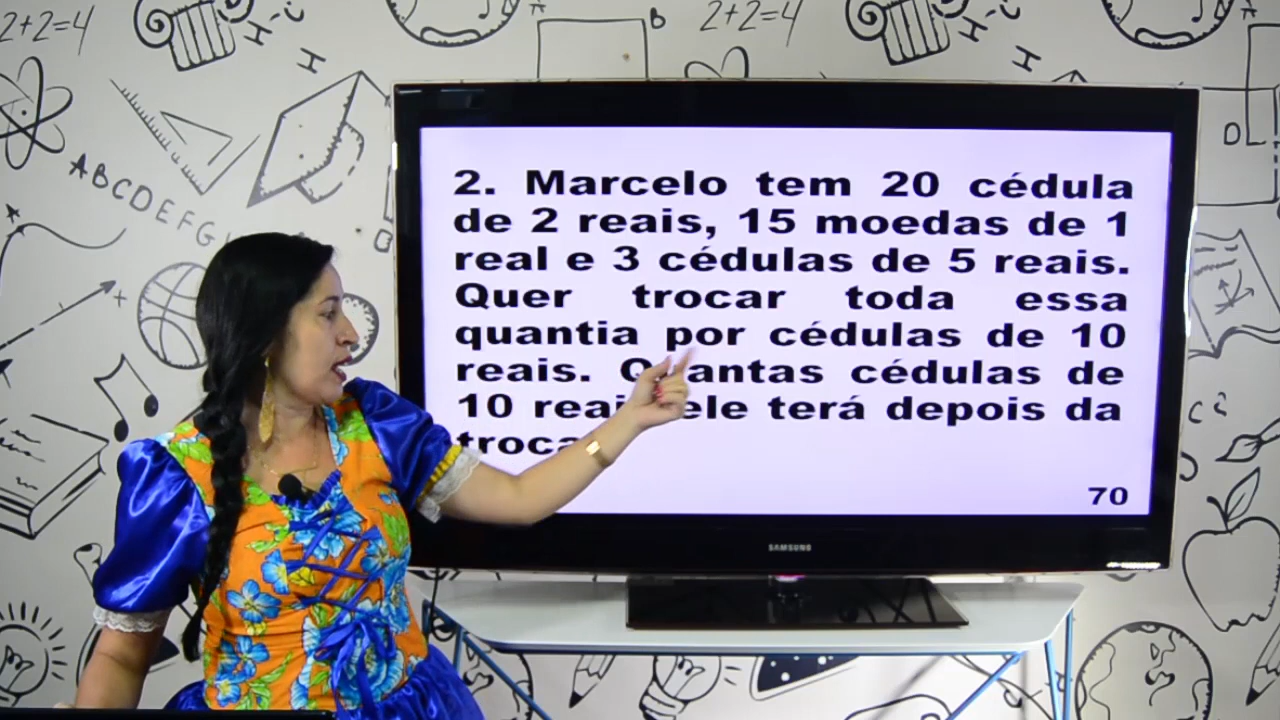 2+2=4
2+2=4
B
A
D
ABCDEFG
2. Marcelo tem 20 cédula
de 2 reais, 15 moedas de 1
real e 3 cédulas de 5 reais.
Quer trocar toda essa
quantia por cédulas de 10
reais. Quantas cédulas de
10 reais ele terá depois da
70
SAMSUNG